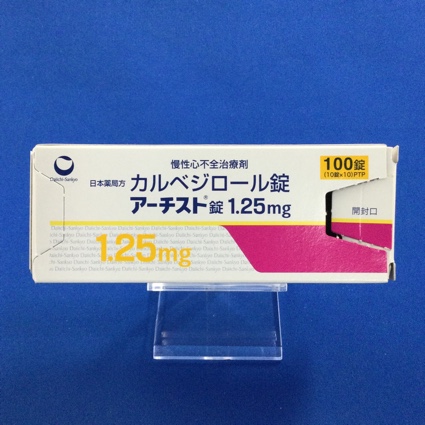 慢性心不全治療剤
日本薬局方 カルベジロール錠
アーチスト®錠 1.25mg
100錠
(10錠×10)PTP
開封口
Daiichi-Sankyo
1.25mg